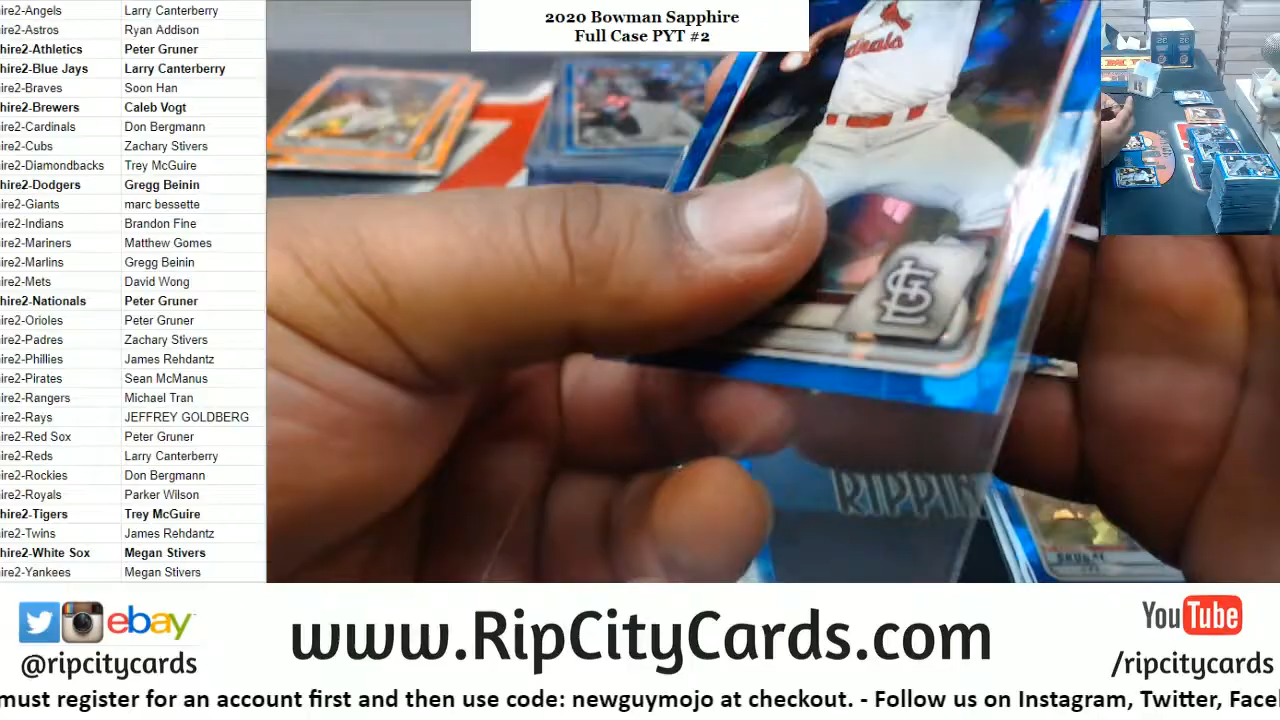 2020 Bowman Sapphire
Full Case PYT #2
ire2-Angels Larry Canterberry
ire2-Astros Ryan Addison
hire2-Athletics Peter Gruner
hire2-Blue Jays Larry Canterberry
ire2-Braves Soon Han
hire2-Brewers Caleb Vogt
ire2-Cardinals Don Bergmann
ire2-Cubs Zachary Stivers
ire2-Diamondbacks Trey McGuire
hire2-Dodgers Gregg Beinin
ire2-Giants marc bessette
ire2-Indians Brandon Fine
ire2-Mariners Matthew Gomes
ire2-Marlins Gregg Beinin
ire2-Mets David Wong
hire2-Nationals Peter Gruner
ire2-Orioles Peter Gruner
ire2-Padres Zachary Stivers
ire2-Phillies James Rehdantz
ire2-Pirates Sean McManus
ire2-Rangers Michael Tran
ire2-Rays JEFFREY GOLDBERG
ire2-Red Sox Peter Gruner
ire2-Reds Larry Canterberry
ire2-Rockies Don Bergmann
ire2-Royals Parker Wilson
hire2-Tigers Trey McGuire
ire2-Twins James Rehdantz
hire2-White Sox Megan Stivers
ire2-Yankees Megan Stivers
StL
RIPPIN
ebay
@ripcitycards
www.RipCityCards.com
YouTube
/ripcitycards
must register for an account first and then use code: newguymojo at checkout. - Follow us on Instagram, Twitter, Face